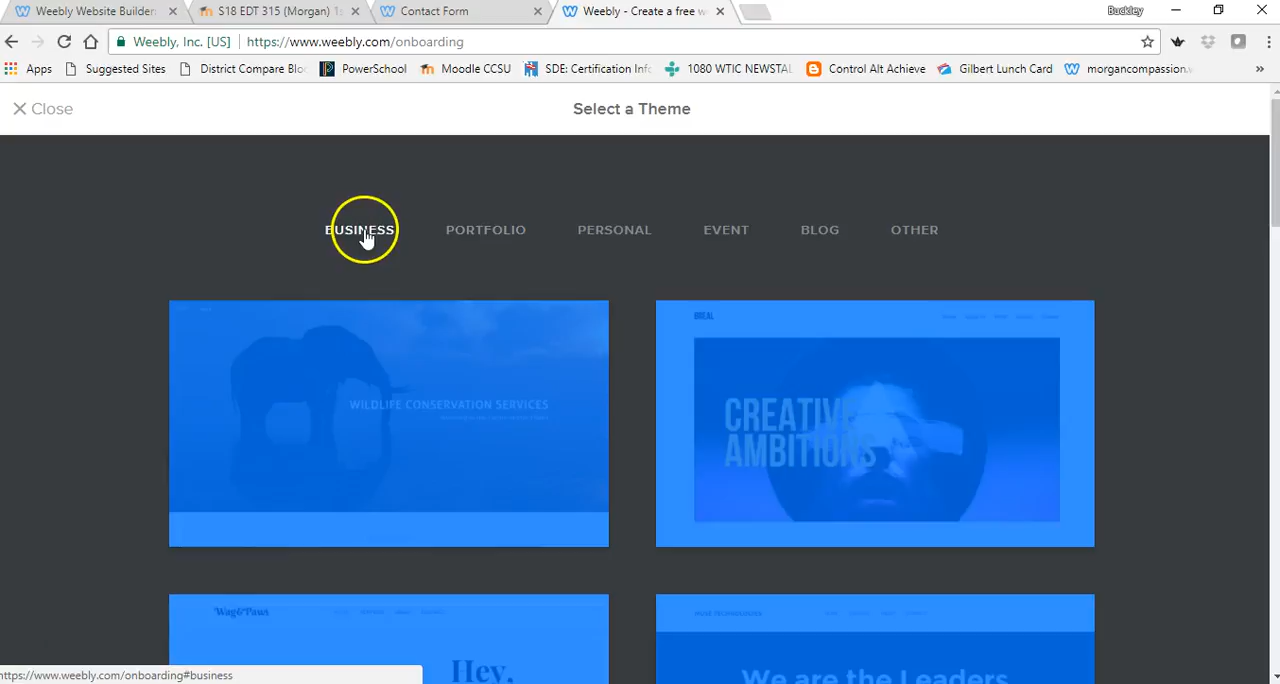 Weebly Website Builder
S18 EDT 315 (Morgan) 1s
Contact Form
Weebly - Create a free w
Buckley
Weebly, Inc. [US]
https://www.weebly.com/onboarding
Apps
Suggested Sites
District Compare Blo
PowerSchool
Moodle CCSU
SDE: Certification Info
1080 WTIC NEWSTAL
Control Alt Achieve
Gilbert Lunch Card
morgancompassion.w
»
Close
Select a Theme
BUSINESS
PORTFOLIO
PERSONAL
EVENT
BLOG
OTHER
WILDLIFE CONSERVATION SERVICES
CREATIVE
AMBITIONS
Wag&Paws
Hey,
We are the Leaders
https://www.weebly.com/onboarding#business